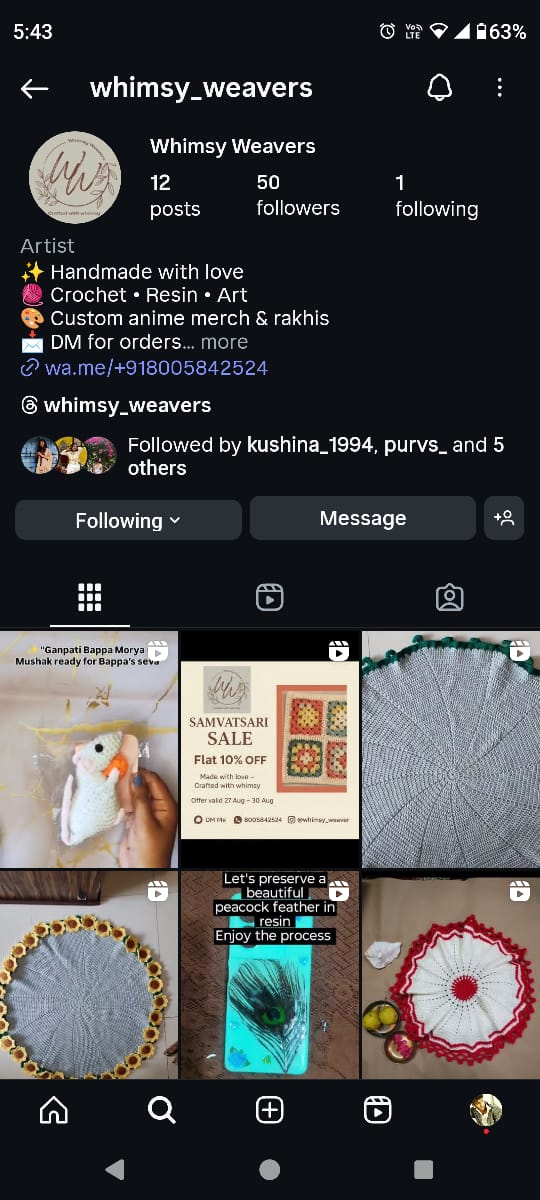 5:43
Vo) LTE
63%
whimsy_weavers
Whimsy Weavers
WW
Crafted with whimsy
Whimsy Weavers
12
50
1
posts
followers
following
Artist
✨ Handmade with love
🧶 Crochet • Resin • Art
🎨 Custom anime merch & rakhis
📩 DM for orders... more
wa.me/+918005842524
whimsy_weavers
Followed by kushina_1994, purvs_ and 5
others
Following
Message
✨ "Ganpati Bappa Morya
Mushak ready for Bappa's seva
WW
SAMVATSARI
SALE
Flat 10% OFF
Made with love –
Crafted with whimsy
Offer valid 27 Aug – 30 Aug
DM Me
8005842524
@whimsy_weaver
Let's preserve a
beautiful
peacock feather in
resin
Enjoy the process